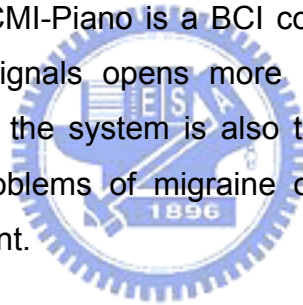 CMI-Piano is a BCI co
ignals opens more
the system is also t
oblems of migraine c
nt.
E S
A
1896